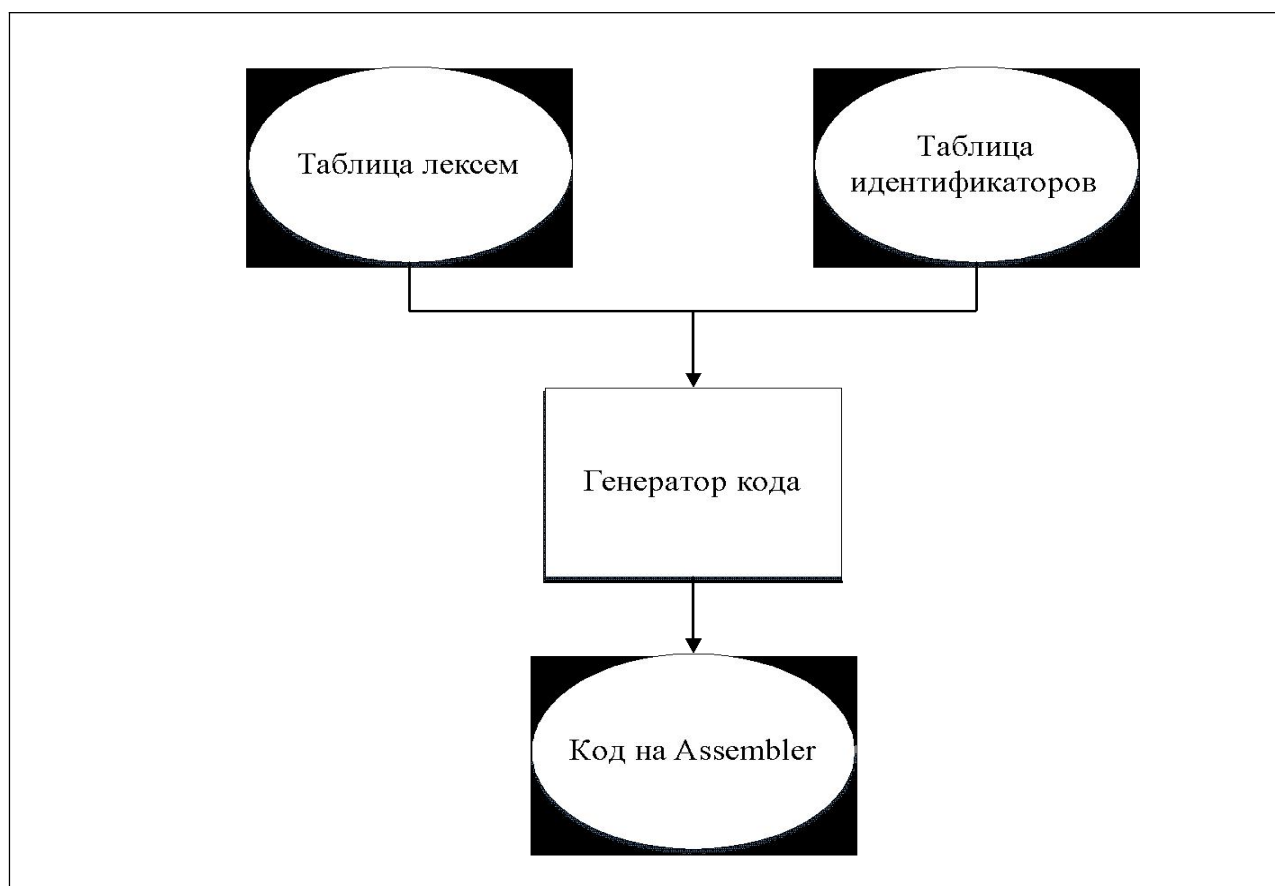 Таблица лексем
Таблица
идентификаторов
Генератор кода
Код на Assembler